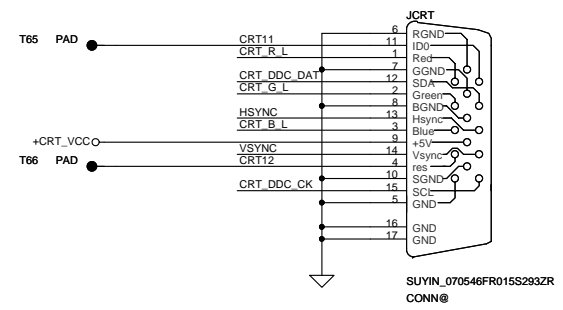 JCRT
T65 PAD CRT11 6 RGND
11 ID0
CRT_R_L 1 Red
7 GGND
CRT_DDC_DAT 12 SDA
CRT_G_L 2 Green
8 BGND
HSYNC 13 Hsync
CRT_B_L 3 Blue
+CRT_VCC 9 +5V
VSYNC 14 Vsync
T66 PAD CRT12 4 res
10 SGND
CRT_DDC_CK 15 SCL
5 GND
16 GND
17 GND
SUYIN_070546FR015S293ZR
CONN@